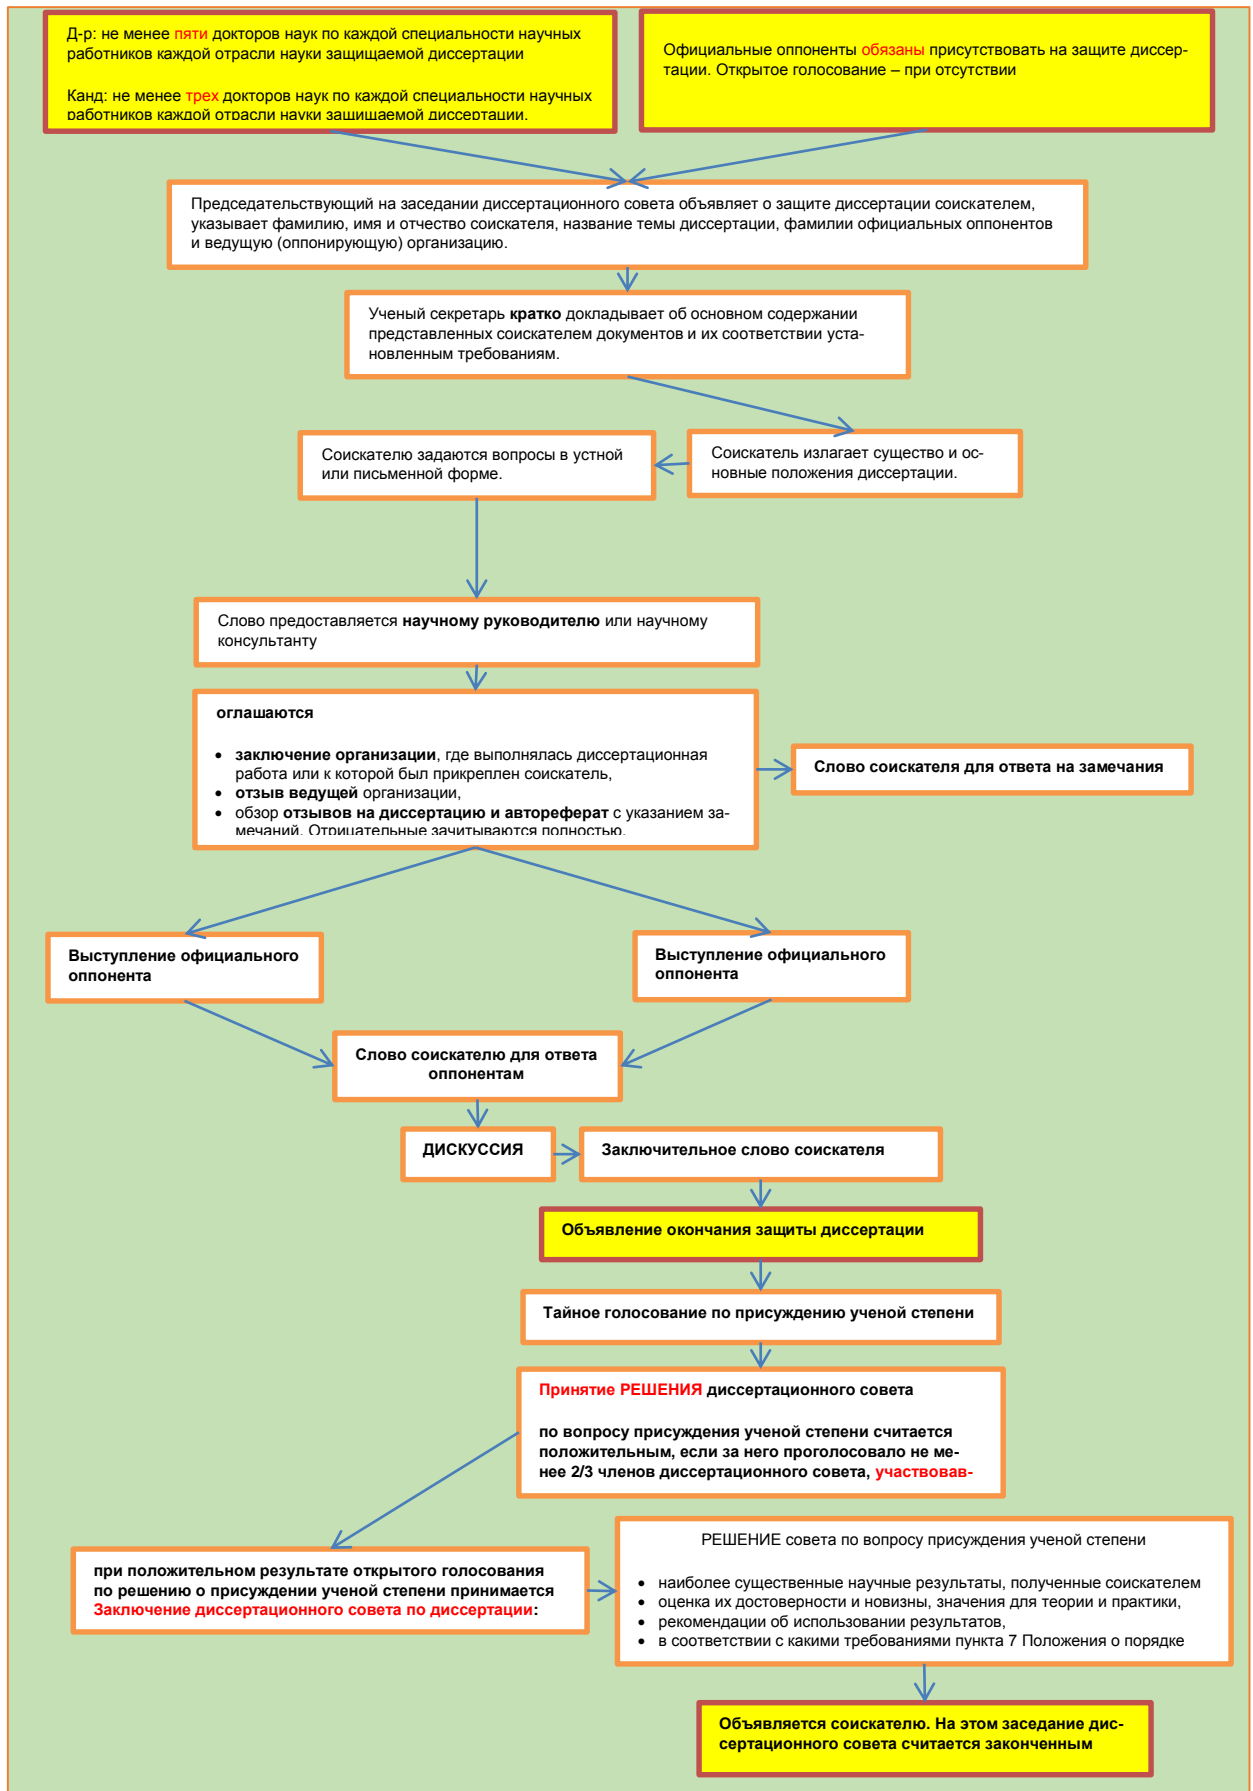 Д-р: не менее пяти докторов наук по каждой специальности научных
работников каждой отрасли науки защищаемой диссертации
Канд: не менее трех докторов наук по каждой специальности научных
работников каждой отрасли науки защищаемой диссертации.
Официальные оппоненты обязаны присутствовать на защите диссер-
тации. Открытое голосование – при отсутствии
Председательствующий на заседании диссертационного совета объявляет о защите диссертации соискателем,
указывает фамилию, имя и отчество соискателя, название темы диссертации, фамилии официальных оппонентов
и ведущую (оппонирующую) организацию.
Ученый секретарь кратко докладывает об основном содержании
представленных соискателем документов и их соответствии уста-
новленным требованиям.
Соискателю задаются вопросы в устной
или письменной форме.
Соискатель излагает существо и ос-
новные положения диссертации.
Слово предоставляется научному руководителю или научному
консультанту
оглашаются
• заключение организации, где выполнялась диссертационная
работа или к которой был прикреплен соискатель,
• отзыв ведущей организации,
• обзор отзывов на диссертацию и автореферат с указанием за-
мечаний. Отрицательные зачитываются полностью.
Слово соискателя для ответа на замечания
Выступление официального
оппонента
Выступление официального
оппонента
Слово соискателю для ответа
оппонентам
ДИСКУССИЯ
Заключительное слово соискателя
Объявление окончания защиты диссертации
Тайное голосование по присуждению ученой степени
Принятие РЕШЕНИЯ диссертационного совета
по вопросу присуждения ученой степени считается
положительным, если за него проголосовало не ме-
нее 2/3 членов диссертационного совета, участвовав-
при положительном результате открытого голосования
по решению о присуждении ученой степени принимается
Заключение диссертационного совета по диссертации:
РЕШЕНИЕ совета по вопросу присуждения ученой степени
• наиболее существенные научные результаты, полученные соискателем
• оценка их достоверности и новизны, значения для теории и практики,
• рекомендации об использовании результатов,
• в соответствии с какими требованиями пункта 7 Положения о порядке
Объявляется соискателю. На этом заседание дис-
сертационного совета считается законченным